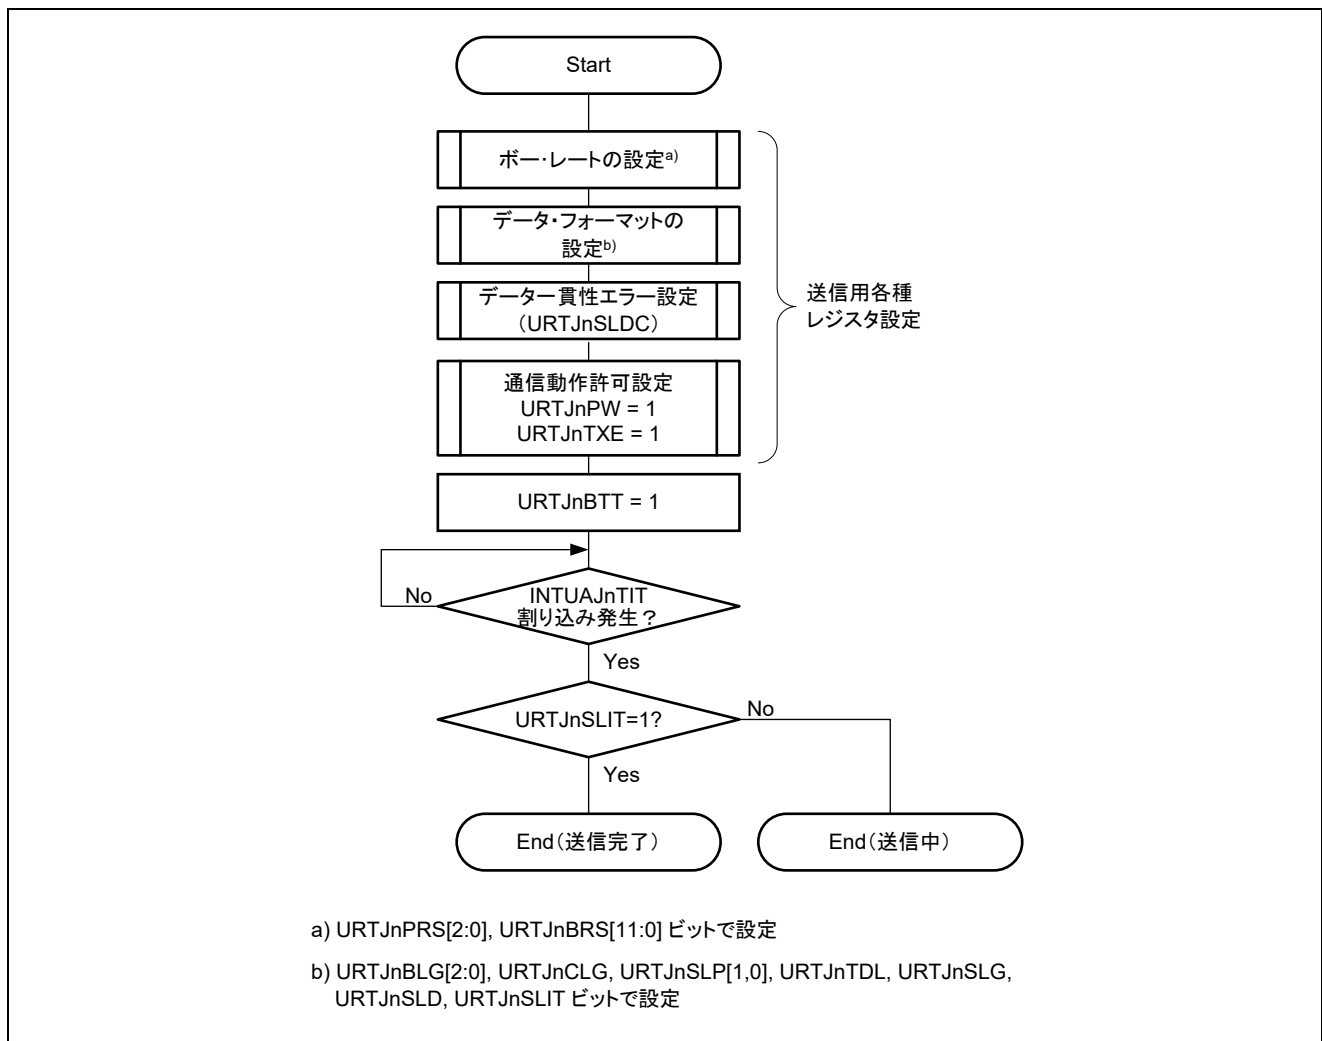 Start
ボー・レートの設定a)
データ・フォーマットの
設定b)
データ一貫性エラー設定
（URTJnSLDC）
通信動作許可設定
URTJnPW = 1
URTJnTXE = 1
送信用各種
レジスタ設定
URTJnBTT = 1
No
INTUAJnTIT
割り込み発生？
Yes
URTJnSLIT=1?
No
Yes
End（送信完了）
End（送信中）
a) URTJnPRS[2:0], URTJnBRS[11:0] ビットで設定
b) URTJnBLG[2:0], URTJnCLG, URTJnSLP[1,0], URTJnTDL, URTJnSLG,
URTJnSLD, URTJnSLIT ビットで設定